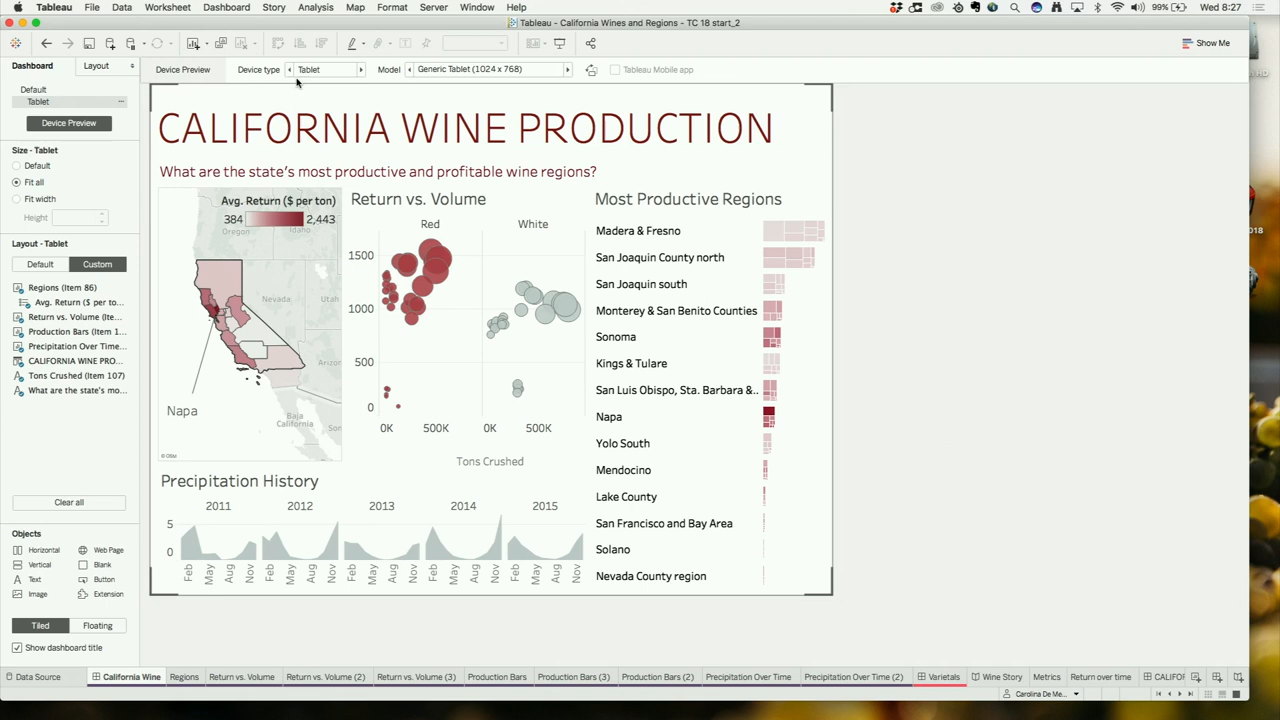 Tableau File Data Worksheet Dashboard Story Analysis Map Format Server Window Help 99% Wed 8:27
Tableau - California Wines and Regions - TC 18 start_2
Show Me
Dashboard Layout
Device Preview Device type Tablet Model Generic Tablet (1024 x 768) Tableau Mobile app
Default
Tablet
Device Preview
Size - Tablet
Default
Fit all
Fit width
Height
Layout - Tablet
Default Custom
Regions (Item 86)
Avg. Return ($ per to...
Return vs. Volume (Ite...
Production Bars (Item 1...
Precipitation Over Time...
CALIFORNIA WINE PRO...
Tons Crushed (Item 107)
What are the state's mo...
Clear all
Objects
Horizontal Web Page
Vertical Blank
Text Button
Image Extension
Tiled Floating
Show dashboard title
CALIFORNIA WINE PRODUCTION
What are the state's most productive and profitable wine regions?
Avg. Return ($ per ton)
384 2,443
Oregon Idaho
Nevada Utah
Arizor
Napa
Baja
California
Son
Return vs. Volume
Red White
1500
1000
500
0
0K 500K 0K 500K
Tons Crushed
Most Productive Regions
Madera & Fresno
San Joaquin County north
San Joaquin south
Monterey & San Benito Counties
Sonoma
Kings & Tulare
San Luis Obispo, Sta. Barbara &..
Napa
Yolo South
Mendocino
Lake County
San Francisco and Bay Area
Solano
Nevada County region
Precipitation History
2011 2012 2013 2014 2015
5
0
Feb May Aug Nov Feb May Aug Nov Feb May Aug Nov Feb May Aug Nov Feb May Aug Nov
Data Source California Wine Regions Return vs. Volume Return vs. Volume (2) Return vs. Volume (3) Production Bars Production Bars (3) Production Bars (2) Precipitation Over Time Precipitation Over Time (2) Varietals Wine Story Metrics Return over time CALIFOI
Carolina De Me...